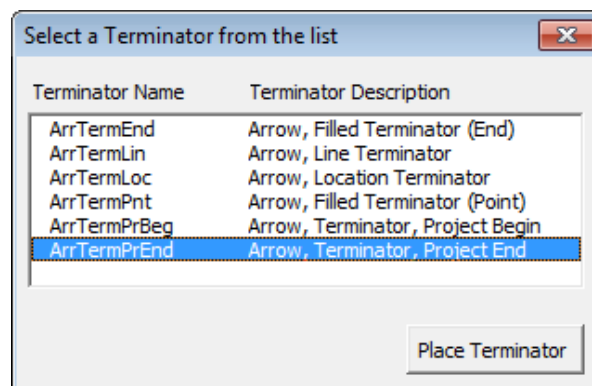 Select a Terminator from the list
Terminator Name Terminator Description
ArrTermEnd Arrow, Filled Terminator (End)
ArrTermLin Arrow, Line Terminator
ArrTermLoc Arrow, Location Terminator
ArrTermPnt Arrow, Filled Terminator (Point)
ArrTermPrBeg Arrow, Terminator, Project Begin
ArrTermPrEnd Arrow, Terminator, Project End
Place Terminator